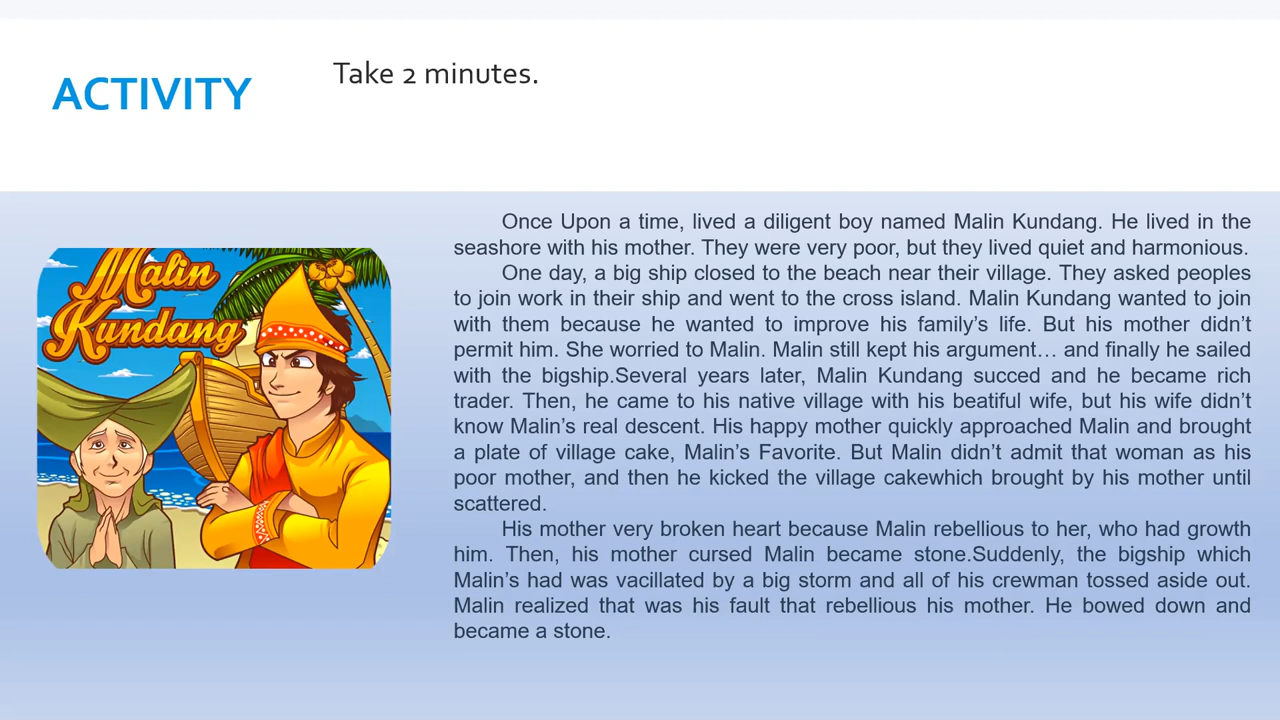 ACTIVITY
Take 2 minutes.
Malin
Kundang
Once Upon a time, lived a diligent boy named Malin Kundang. He lived in the
seashore with his mother. They were very poor, but they lived quiet and harmonious.
One day, a big ship closed to the beach near their village. They asked peoples
to join work in their ship and went to the cross island. Malin Kundang wanted to join
with them because he wanted to improve his family’s life. But his mother didn’t
permit him. She worried to Malin. Malin still kept his argument… and finally he sailed
with the bigship.Several years later, Malin Kundang succed and he became rich
trader. Then, he came to his native village with his beatiful wife, but his wife didn’t
know Malin’s real descent. His happy mother quickly approached Malin and brought
a plate of village cake, Malin’s Favorite. But Malin didn’t admit that woman as his
poor mother, and then he kicked the village cakewhich brought by his mother until
scattered.
His mother very broken heart because Malin rebellious to her, who had growth
him. Then, his mother cursed Malin became stone.Suddenly, the bigship which
Malin’s had was vacillated by a big storm and all of his crewman tossed aside out.
Malin realized that was his fault that rebellious his mother. He bowed down and
became a stone.